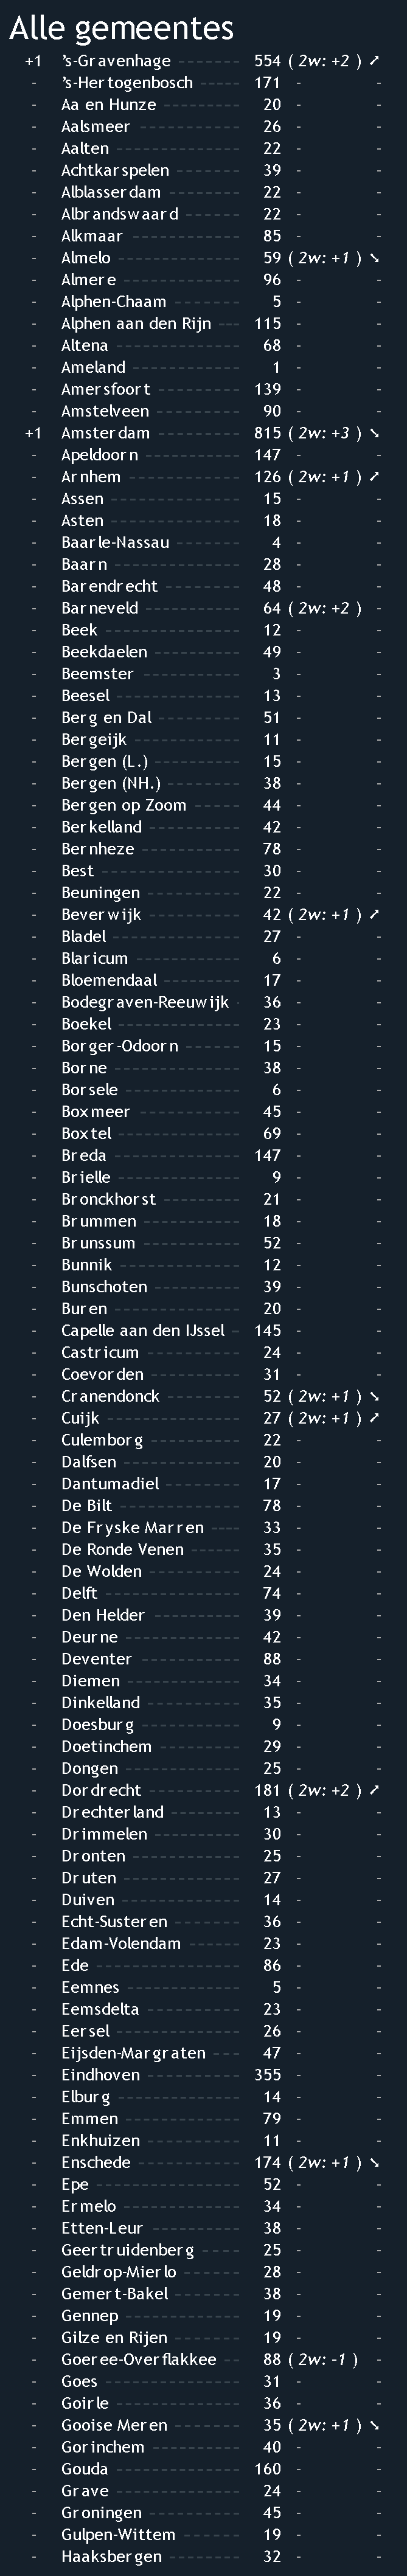 Alle gemeentes
+1 's-Gravenhage 554 ( 2w: +2 ) ↗
- 's-Hertogenbosch 171 - -
- Aa en Hunze 20 - -
- Aalsmeer 26 - -
- Aalten 22 - -
- Achtkarspelen 39 - -
- Alblasserdam 22 - -
- Albrandswaard 22 - -
- Alkmaar 85 - -
- Almelo 59 ( 2w: +1 ) ↘
- Almere 96 - -
- Alphen-Chaam 5 - -
- Alphen aan den Rijn 115 - -
- Altena 68 - -
- Ameland 1 - -
- Amersfoort 139 - -
- Amstelveen 90 - -
+1 Amsterdam 815 ( 2w: +3 ) ↘
- Apeldoorn 147 - -
- Arnhem 126 ( 2w: +1 ) ↗
- Assen 15 - -
- Asten 18 - -
- Baarle-Nassau 4 - -
- Baarn 28 - -
- Barendrecht 48 - -
- Barneveld 64 ( 2w: +2 ) -
- Beek 12 - -
- Beekdaelen 49 - -
- Beemster 3 - -
- Beesel 13 - -
- Berg en Dal 51 - -
- Bergeijk 11 - -
- Bergen (L.) 15 - -
- Bergen (NH.) 38 - -
- Bergen op Zoom 44 - -
- Berkelland 42 - -
- Bernheze 78 - -
- Best 30 - -
- Beuningen 22 - -
- Beverwijk 42 ( 2w: +1 ) ↗
- Bladel 27 - -
- Blaricum 6 - -
- Bloemendaal 17 - -
- Bodegraven-Reeuwijk 36 - -
- Boekel 23 - -
- Borger-Odoorn 15 - -
- Borne 38 - -
- Borsele 6 - -
- Boxmeer 45 - -
- Boxtel 69 - -
- Breda 147 - -
- Brielle 9 - -
- Bronckhorst 21 - -
- Brummen 18 - -
- Brunssum 52 - -
- Bunnik 12 - -
- Bunschoten 39 - -
- Buren 20 - -
- Capelle aan den IJssel 145 - -
- Castricum 24 - -
- Coevorden 31 - -
- Cranendonck 52 ( 2w: +1 ) ↘
- Cuijk 27 ( 2w: +1 ) ↗
- Culemborg 22 - -
- Dalfsen 20 - -
- Dantumadiel 17 - -
- De Bilt 78 - -
- De Fryske Marren 33 - -
- De Ronde Venen 35 - -
- De Wolden 24 - -
- Delft 74 - -
- Den Helder 39 - -
- Deurne 42 - -
- Deventer 88 - -
- Diemen 34 - -
- Dinkelland 35 - -
- Doesburg 9 - -
- Doetinchem 29 - -
- Dongen 25 - -
- Dordrecht 181 ( 2w: +2 ) ↗
- Drechterland 13 - -
- Drimmelen 30 - -
- Dronten 25 - -
- Druten 27 - -
- Duiven 14 - -
- Echt-Susteren 36 - -
- Edam-Volendam 23 - -
- Ede 86 - -
- Eemnes 5 - -
- Eemsdelta 23 - -
- Eersel 26 - -
- Eijsden-Margraten 47 - -
- Eindhoven 355 - -
- Elburg 14 - -
- Emmen 79 - -
- Enkhuizen 11 - -
- Enschede 174 ( 2w: +1 ) ↘
- Epe 52 - -
- Ermelo 34 - -
- Etten-Leur 38 - -
- Geertruidenberg 25 - -
- Geldrop-Mierlo 28 - -
- Gemert-Bakel 38 - -
- Gennep 19 - -
- Gilze en Rijen 19 - -
- Goeree-Overflakkee 88 ( 2w: -1 ) -
- Goes 31 - -
- Goirle 36 - -
- Gooise Meren 35 ( 2w: +1 ) ↘
- Gorinchem 40 - -
- Gouda 160 - -
- Grave 24 - -
- Groningen 45 - -
- Gulpen-Wittem 19 - -
- Haaksbergen 32 - -